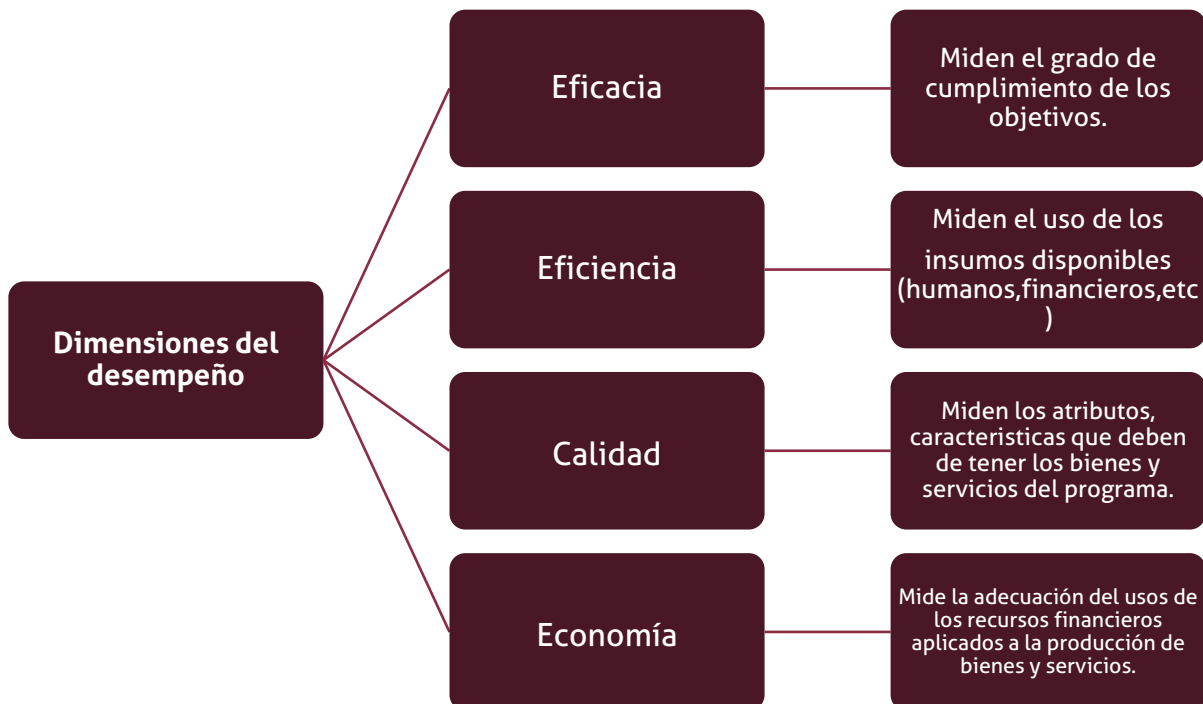 Dimensiones del
desempeño
Eficacia
Miden el grado de
cumplimiento de los
objetivos.
Eficiencia
Miden el uso de los
insumos disponibles
(humanos,financieros,etc
)
Calidad
Miden los atributos,
caracteristicas que deben
de tener los bienes y
servicios del programa.
Economía
Mide la adecuación del usos de
los recursos financieros
aplicados a la producción de
bienes y servicios.